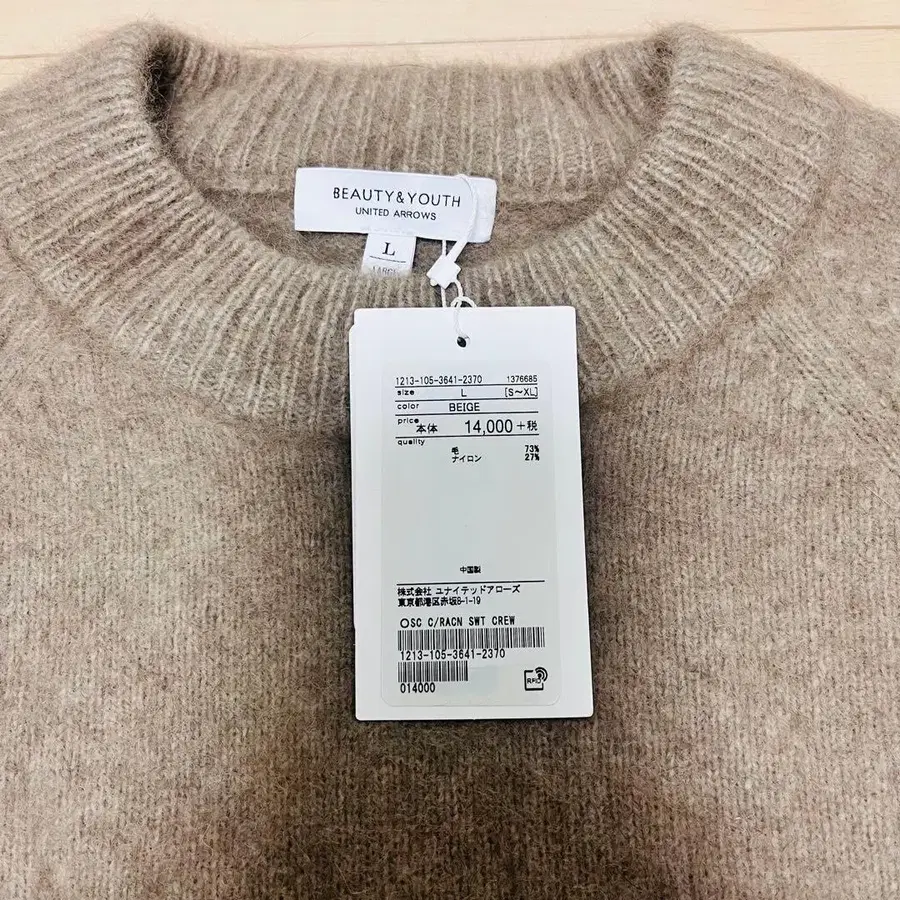 BEAUTY&YOUTH
UNITED ARROWS
L
LARGE
1213-105-3641-2370 1376685
size L [S～XL]
color BEIGE
price 本体 14,000 +税
quality
毛 73%
ナイロン 27%
中国製
株式会社 ユナイテッドアローズ
東京都港区赤坂8-1-19
OSC C/RACN SWT CREW
1213-105-3641-2370
014000
RFID